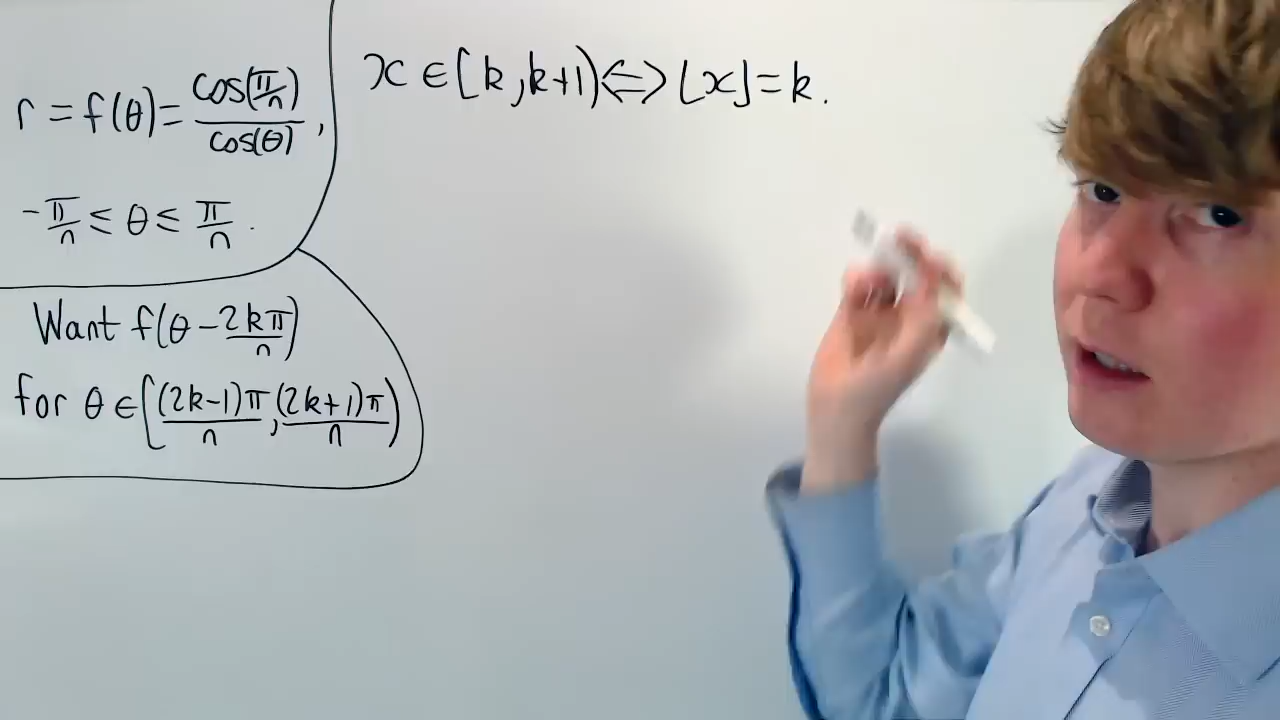 r = f(θ) = cos(π/n)/cos(θ),
-π/n ≤ θ ≤ π/n.
Want f(θ - 2kπ/n)
for θ ∈ [(2k-1)π/n, (2k+1)π/n)
x ∈ [k, k+1) ⇔ ⌊x⌋ = k.